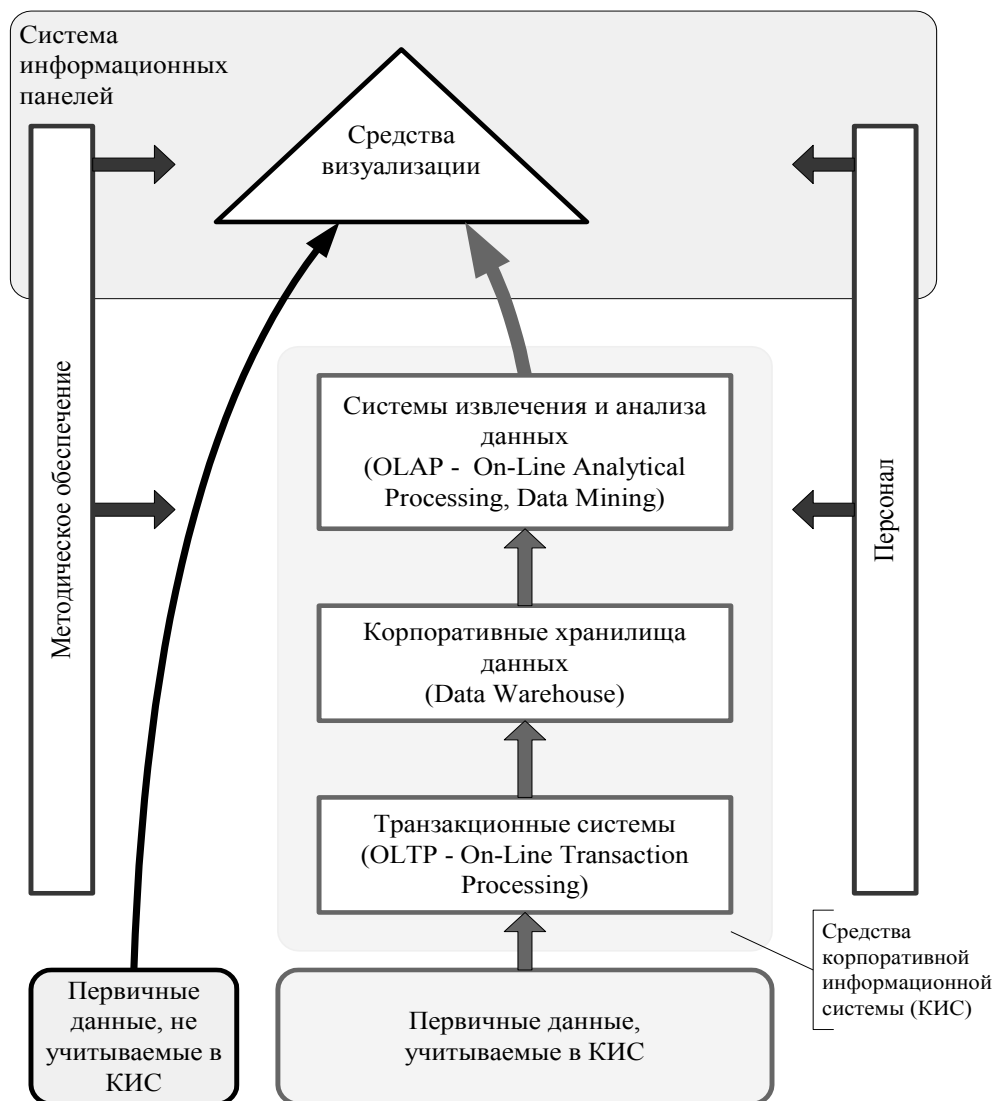 Система
информационных
панелей
Средства
визуализации
Методическое обеспечение
Персонал
Системы извлечения и анализа
данных
(OLAP -  On-Line Analytical
Processing, Data Mining)
Корпоративные хранилища
данных
(Data Warehouse)
Транзакционные системы
(OLTP - On-Line Transaction
Processing)
Средства
корпоративной
информационной
системы (КИС)
Первичные
данные, не
учитываемые в
КИС
Первичные данные,
учитываемые в КИС